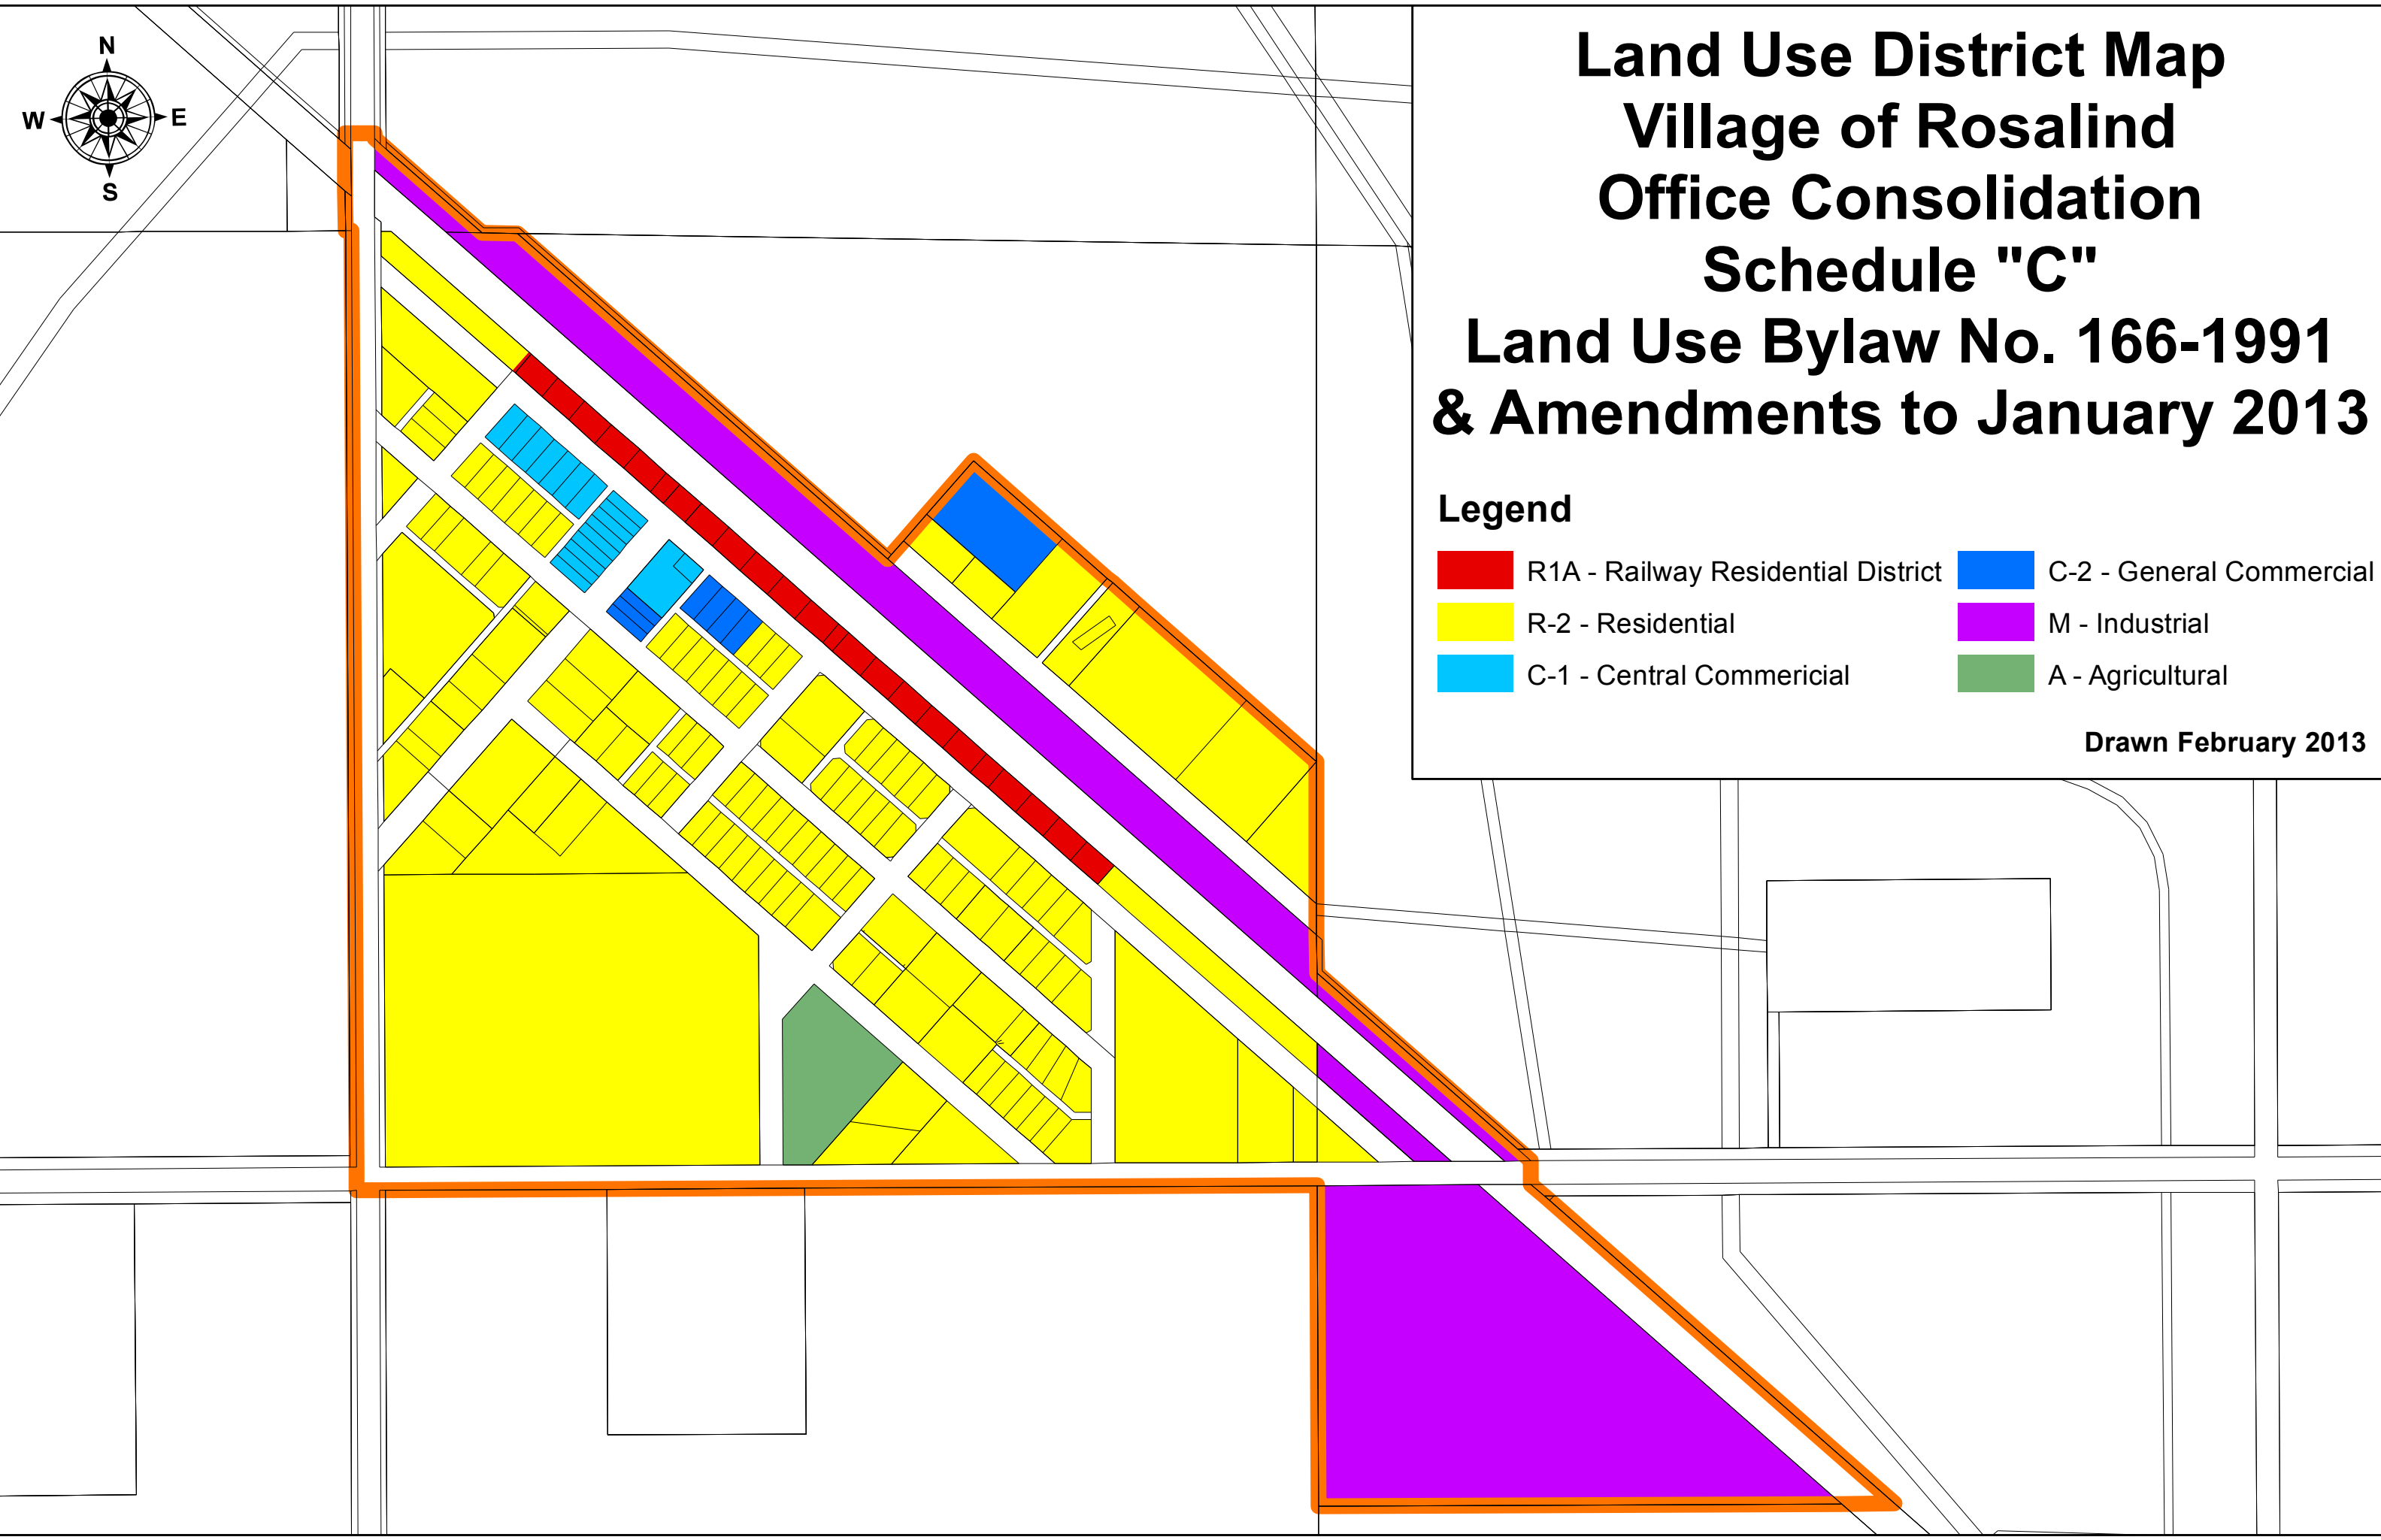 N
W
E
S
Land Use District Map
Village of Rosalind
Office Consolidation
Schedule "C"
Land Use Bylaw No. 166-1991
& Amendments to January 2013
Legend
R1A - Railway Residential District
C-2 - General Commercial
R-2 - Residential
M - Industrial
C-1 - Central Commericial
A - Agricultural
Drawn February 2013